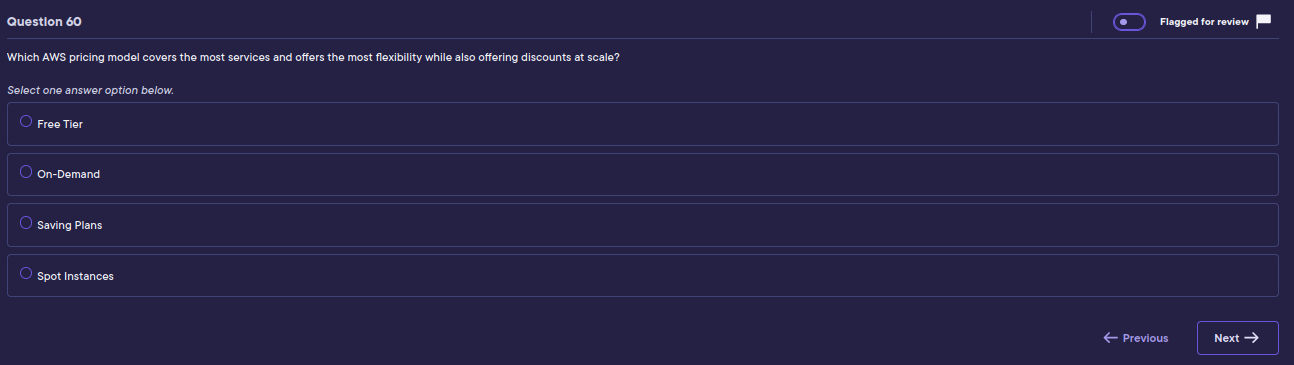 Question 60
Flagged for review
Which AWS pricing model covers the most services and offers the most flexibility while also offering discounts at scale?
Select one answer option below.
Free Tier
On-Demand
Saving Plans
Spot Instances
Previous
Next